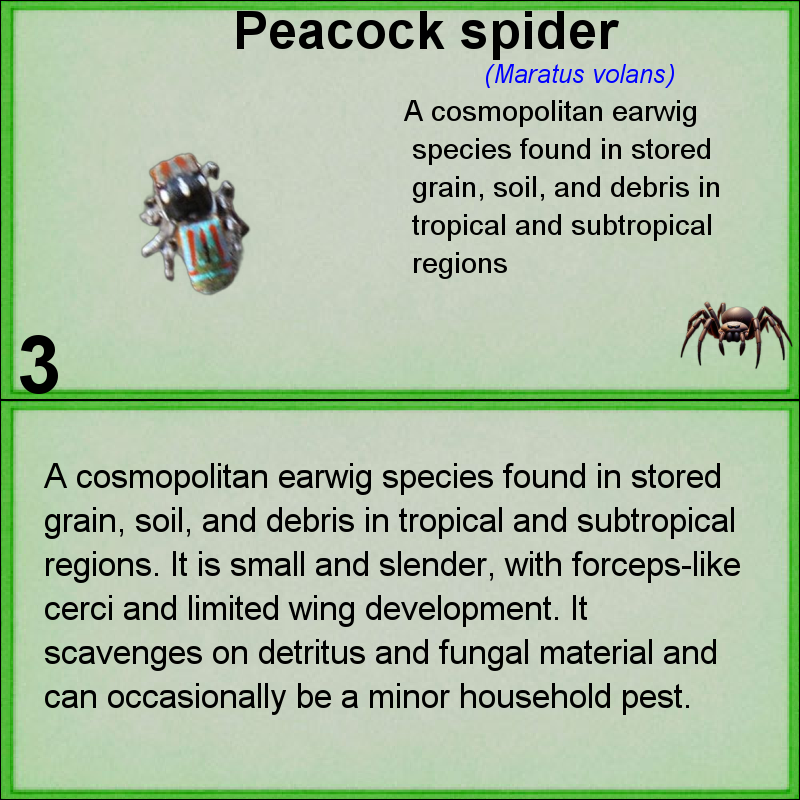 Peacock spider
(Maratus volans)
A cosmopolitan earwig
species found in stored
grain, soil, and debris in
tropical and subtropical
regions
3
A cosmopolitan earwig species found in stored
grain, soil, and debris in tropical and subtropical
regions. It is small and slender, with forceps-like
cerci and limited wing development. It
scavenges on detritus and fungal material and
can occasionally be a minor household pest.